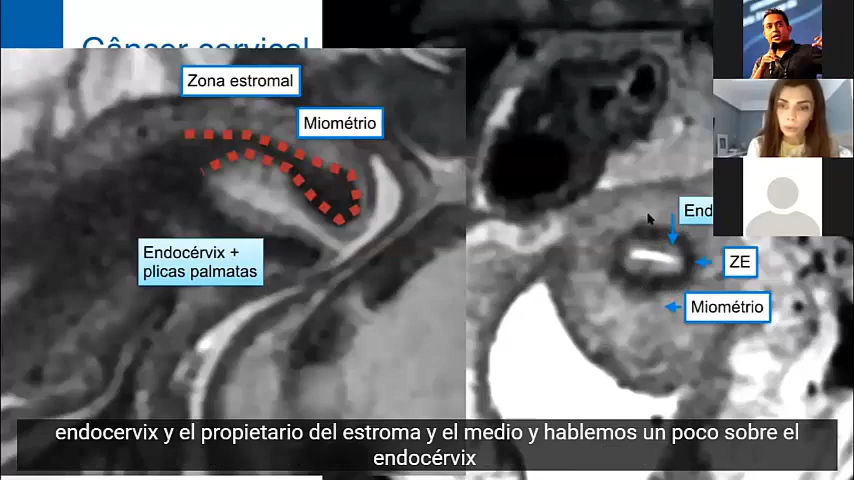 Câncer cervical
Zona estromal
Miométrio
Endocérvix +
plicas palmatas
End
ZE
Miométrio
endocervix y el propietario del estroma y el medio y hablemos un poco sobre el
endocérvix